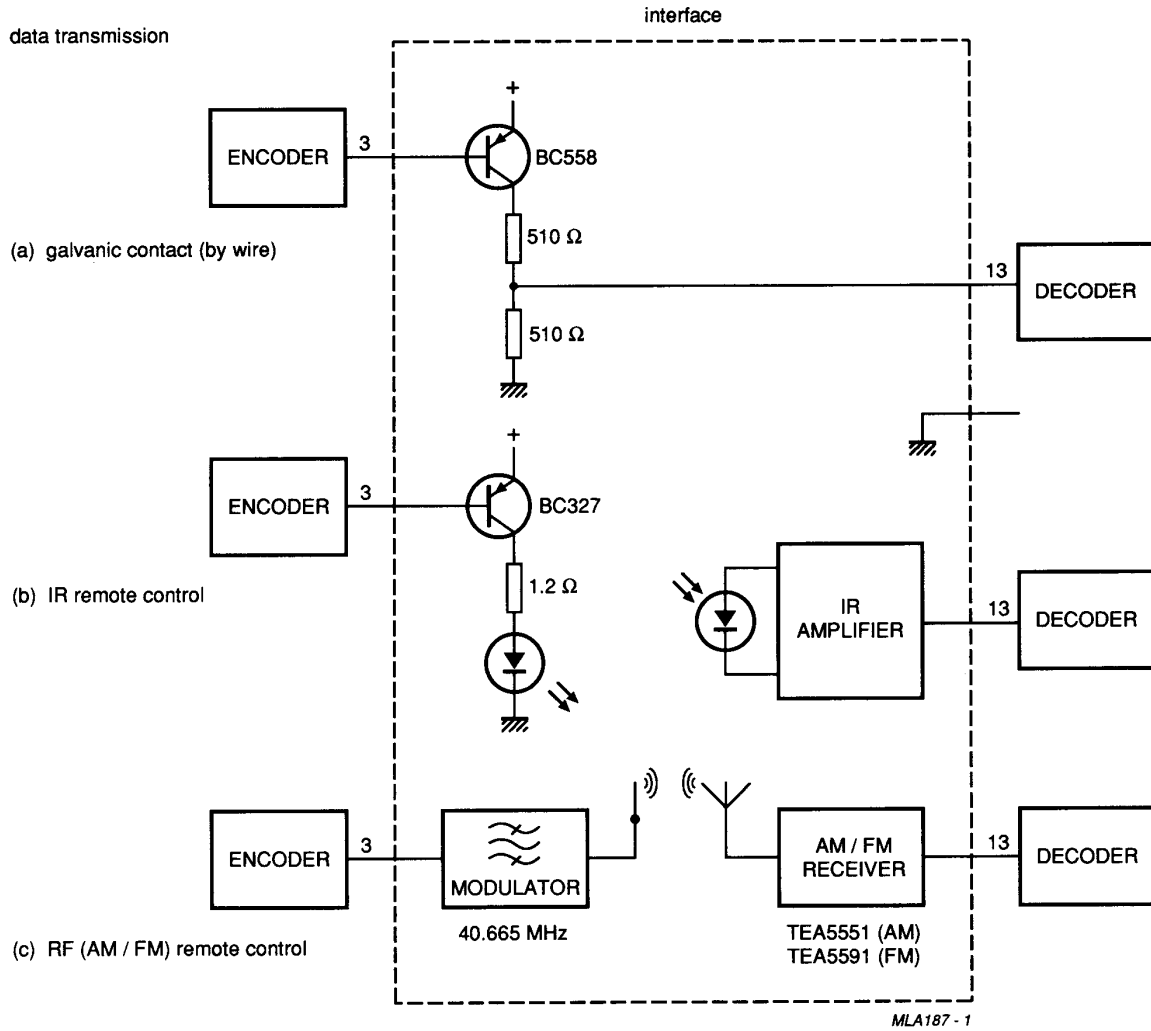 interface
data transmission
+
ENCODER
3
BC558
510 Ω
(a) galvanic contact (by wire)
13
DECODER
510 Ω
+
ENCODER
3
BC327
(b) IR remote control
1.2 Ω
IR
AMPLIFIER
13
DECODER
ENCODER
3
MODULATOR
40.665 MHz
AM / FM
RECEIVER
13
DECODER
TEA5551 (AM)
TEA5591 (FM)
(c) RF (AM / FM) remote control
MLA187 - 1